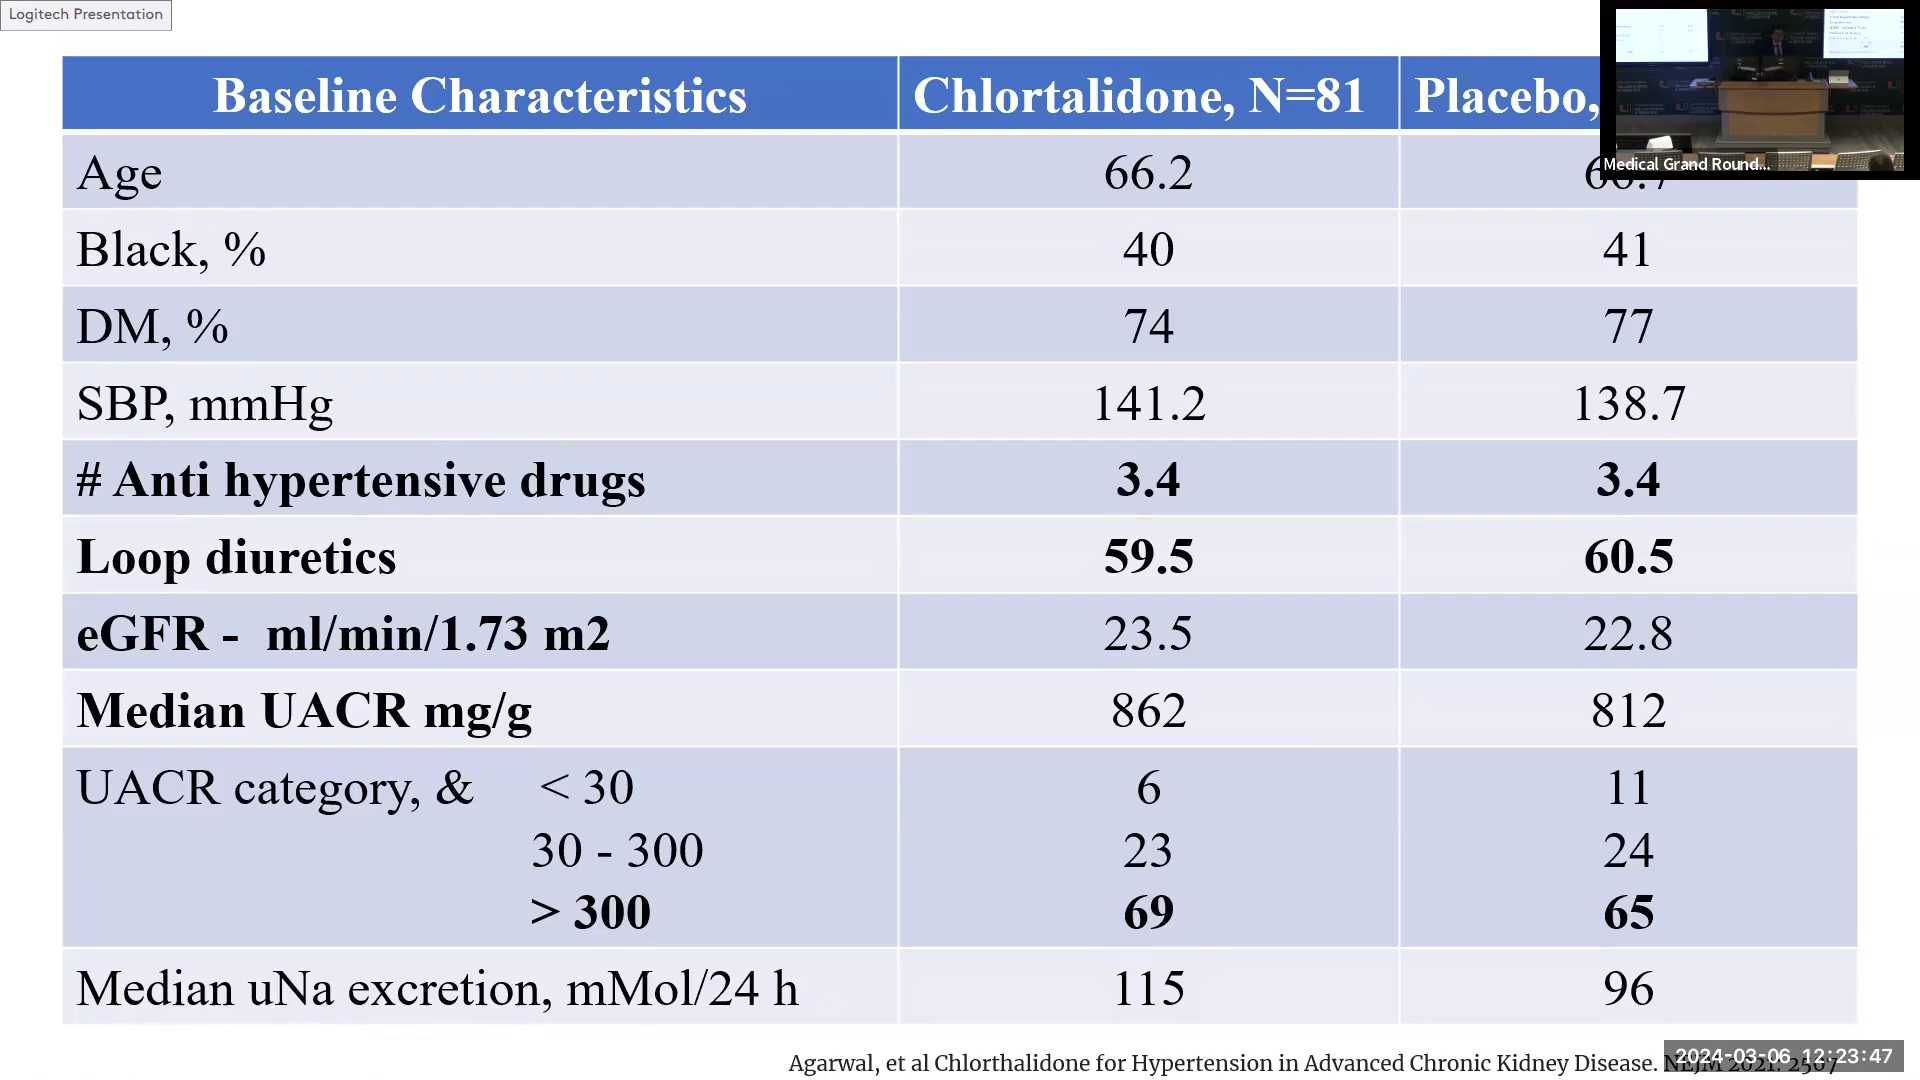 Logitech Presentation
Baseline Characteristics Chlortalidone, N=81 Placebo,
Medical Grand Round...
Age 66.2
Black, % 40 41
DM, % 74 77
SBP, mmHg 141.2 138.7
# Anti hypertensive drugs 3.4 3.4
Loop diuretics 59.5 60.5
eGFR - ml/min/1.73 m2 23.5 22.8
Median UACR mg/g 862 812
UACR category, & < 30 6 11
30 - 300 23 24
> 300 69 65
Median uNa excretion, mMol/24 h 115 96
Agarwal, et al Chlorthalidone for Hypertension in Advanced Chronic Kidney Disease. NEJM 2021:
2024-03-06 12:23:47